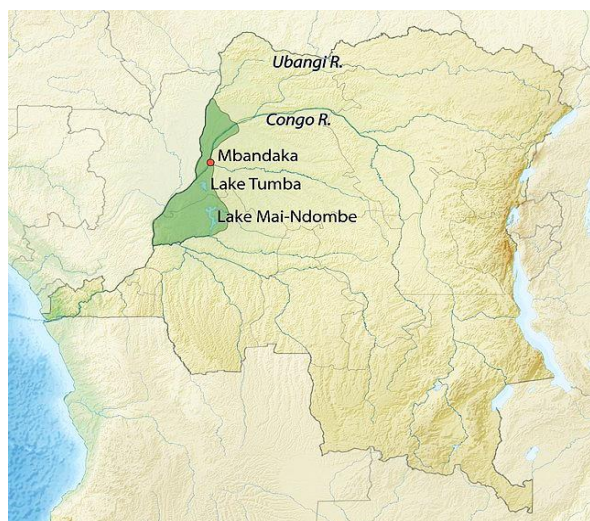 Ubangi R.
Congo R.
Mbandaka
Lake Tumba
Lake Mai-Ndombe